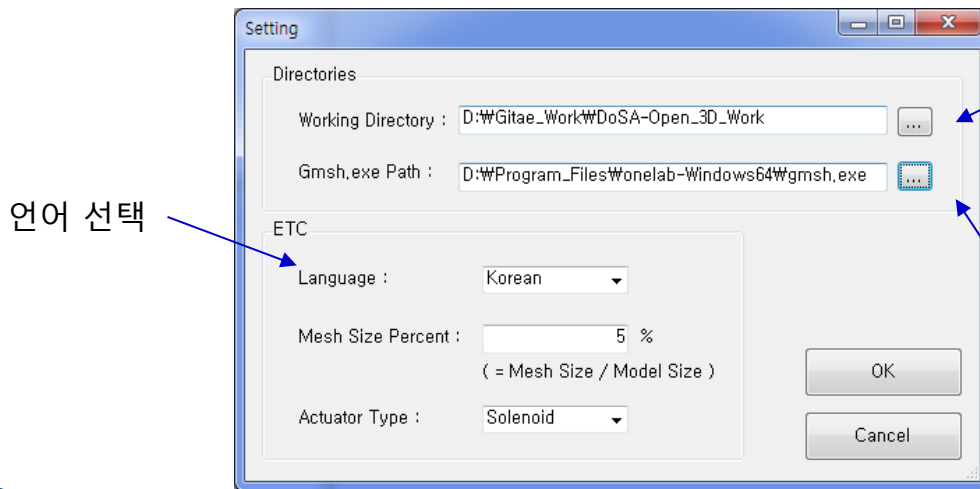 Setting
Directories
Working Directory : D:₩Gitae_Work₩DoSA-Open_3D_Work ...
Gmsh,exe Path : D:₩Program_Files₩onelab-Windows64₩gmsh,exe ...
언어 선택
ETC
Language : Korean
Mesh Size Percent : 5 %
( = Mesh Size / Model Size )
OK
Actuator Type : Solenoid
Cancel